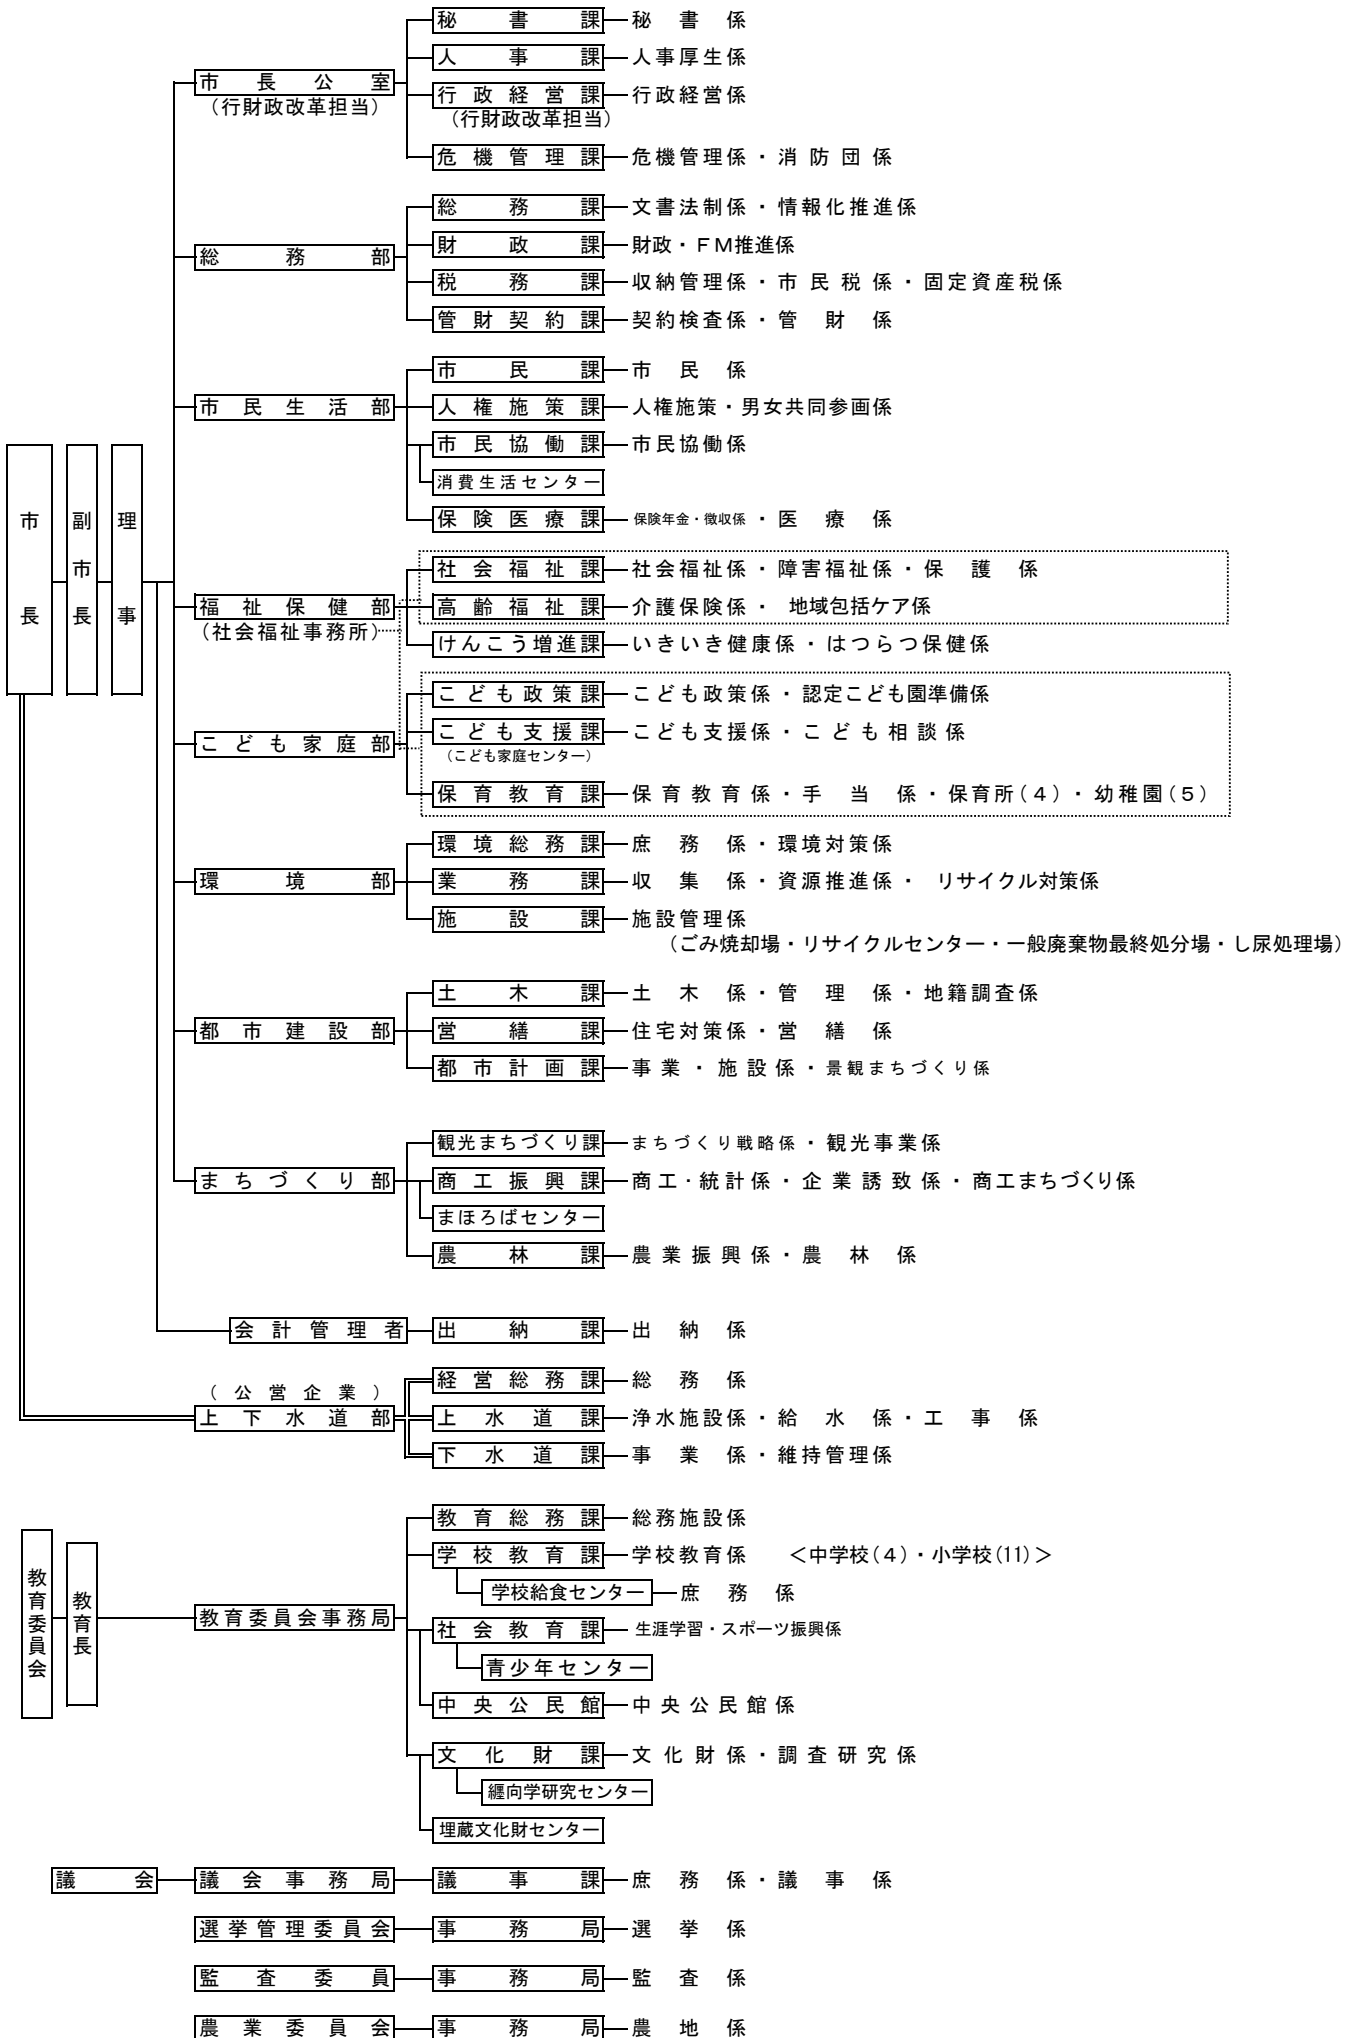 秘書課 秘書係
人事課 人事厚生係
市長公室
(行財政改革担当)
行政経営課 行政経営係
(行財政改革担当)
危機管理課 危機管理係・消防団係
総務課 文書法制係・情報化推進係
財政課 財政・FM推進係
総務部
税務課 収納管理係・市民税係・固定資産税係
管財契約課 契約検査係・管財係
市民課 市民係
市民生活部 人権施策課 人権施策・男女共同参画係
市民協働課 市民協働係
消費生活センター
保険医療課 保険年金・徴収係・医療係
市長
副市長
理事
社会福祉課 社会福祉係・障害福祉係・保護係
福祉保健部 高齢福祉課 介護保険係・地域包括ケア係
(社会福祉事務所)
けんこう増進課 いきいき健康係・はつらつ保健係
こども政策課 こども政策係・認定こども園準備係
こども支援課 こども支援係・こども相談係
こども家庭部
(こども家庭センター)
保育教育課 保育教育係・手当係・保育所(4)・幼稚園(5)
環境総務課 庶務係・環境対策係
環境部 業務課 収集係・資源推進係・リサイクル対策係
施設課 施設管理係
(ごみ焼却場・リサイクルセンター・一般廃棄物最終処分場・し尿処理場)
土木課 土木係・管理係・地籍調査係
都市建設部 営繕課 住宅対策係・営繕係
都市計画課 事業・施設係・景観まちづくり係
観光まちづくり課 まちづくり戦略係・観光事業係
まちづくり部 商工振興課 商工・統計係・企業誘致係・商工まちづくり係
まほろばセンター
農林課 農業振興係・農林係
会計管理者 出納課 出納係
経営総務課 総務係
(公営企業)
上下水道部 上水道課 浄水施設係・給水係・工事係
下水道課 事業係・維持管理係
教育総務課 総務施設係
学校教育課 学校教育係 <中学校(4)・小学校(11)>
学校給食センター 庶務係
教育委員会
教育長
教育委員会事務局
社会教育課 生涯学習・スポーツ振興係
青少年センター
中央公民館 中央公民館係
文化財課 文化財係・調査研究係
纒向学研究センター
埋蔵文化財センター
議会 議会事務局 議事課 庶務係・議事係
選挙管理委員会 事務局 選挙係
監査委員 事務局 監査係
農業委員会 事務局 農地係